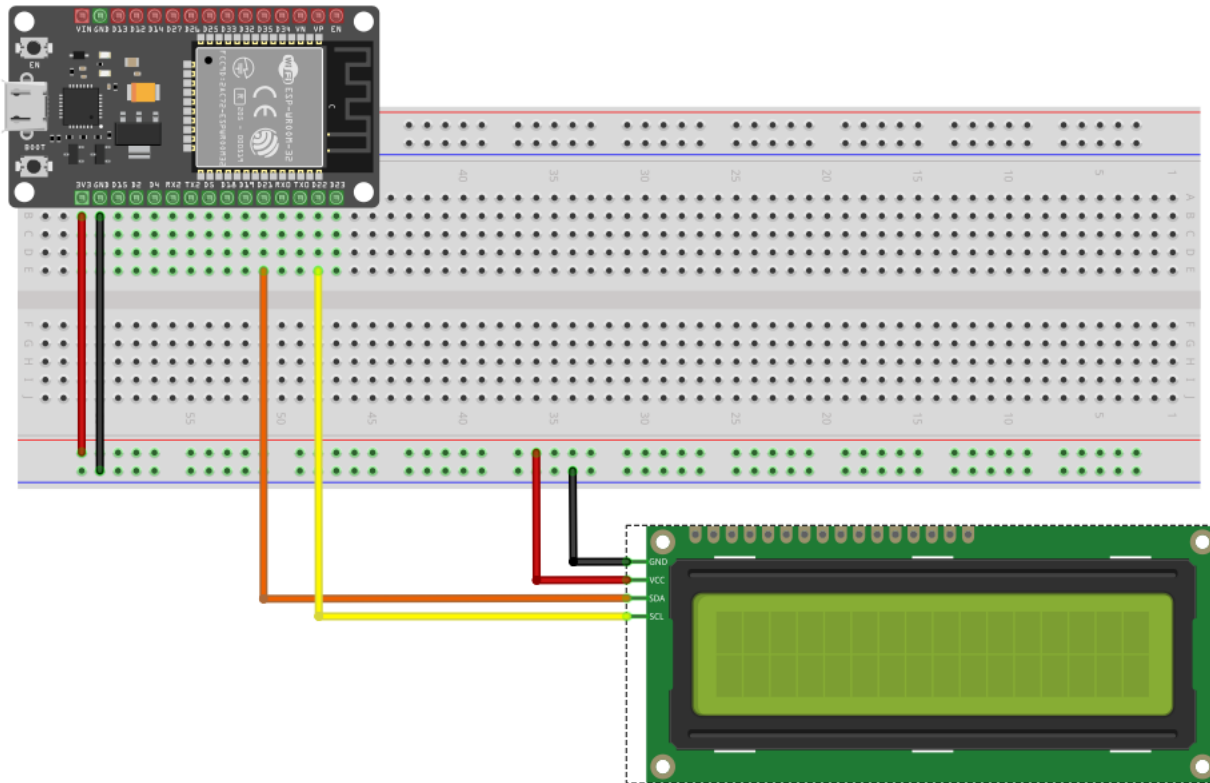 VIN GND D13 D12 D14 D27 D26 D25 D33 D32 D35 D34 VN VP EN
EN
BOOT
WiFi ESP-WROOM-32
CE
R
3V3 GND D15 D2 D4 RX2 TX2 D5 D18 D19 D21 RX0 TX0 D22 D23
40 35 30 25 20 15 10 5 1
A
B B
C C
D D
E E
F F
G G
H H
I I
J J
55 50 45 40 35 30 25 20 15 10 5 1
GND
VCC
SDA
SCL